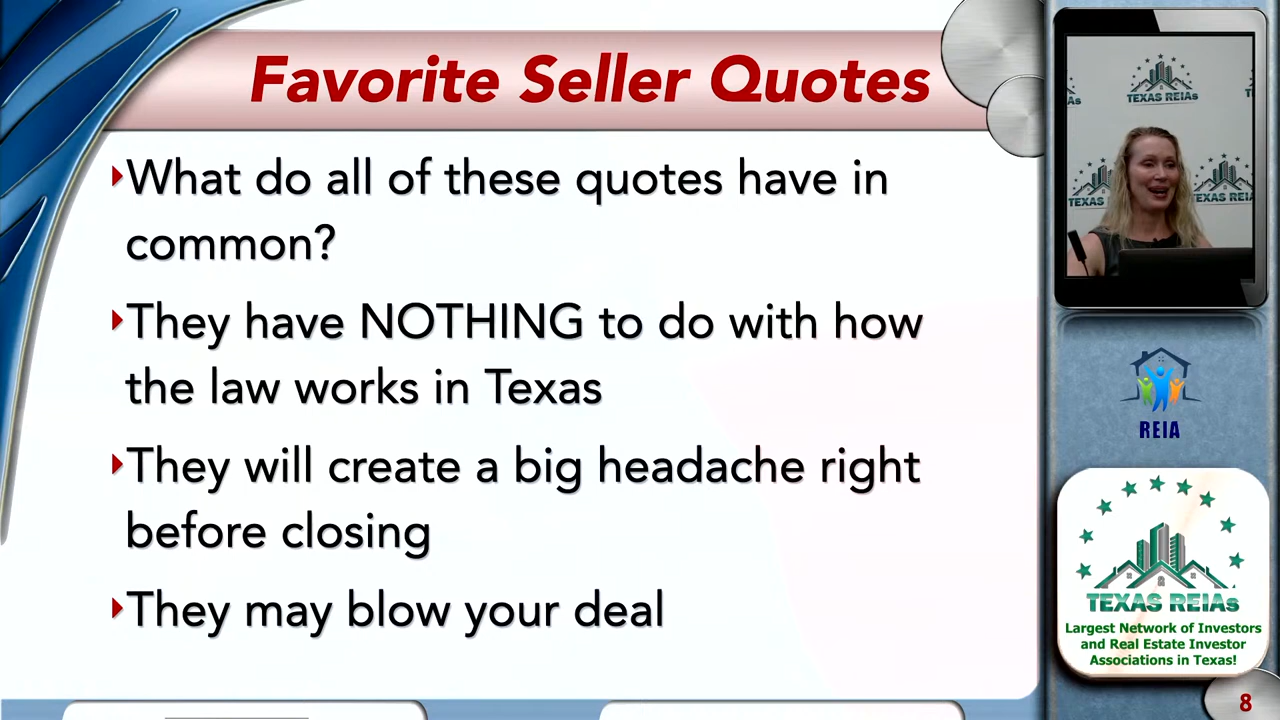 Favorite Seller Quotes
What do all of these quotes have in
common?
They have NOTHING to do with how
the law works in Texas
They will create a big headache right
before closing
They may blow your deal
TEXAS REIAs
TEXAS
TEXAS REIA
REIA
TEXAS REIAs
Largest Network of Investors
and Real Estate Investor
Associations in Texas!
8